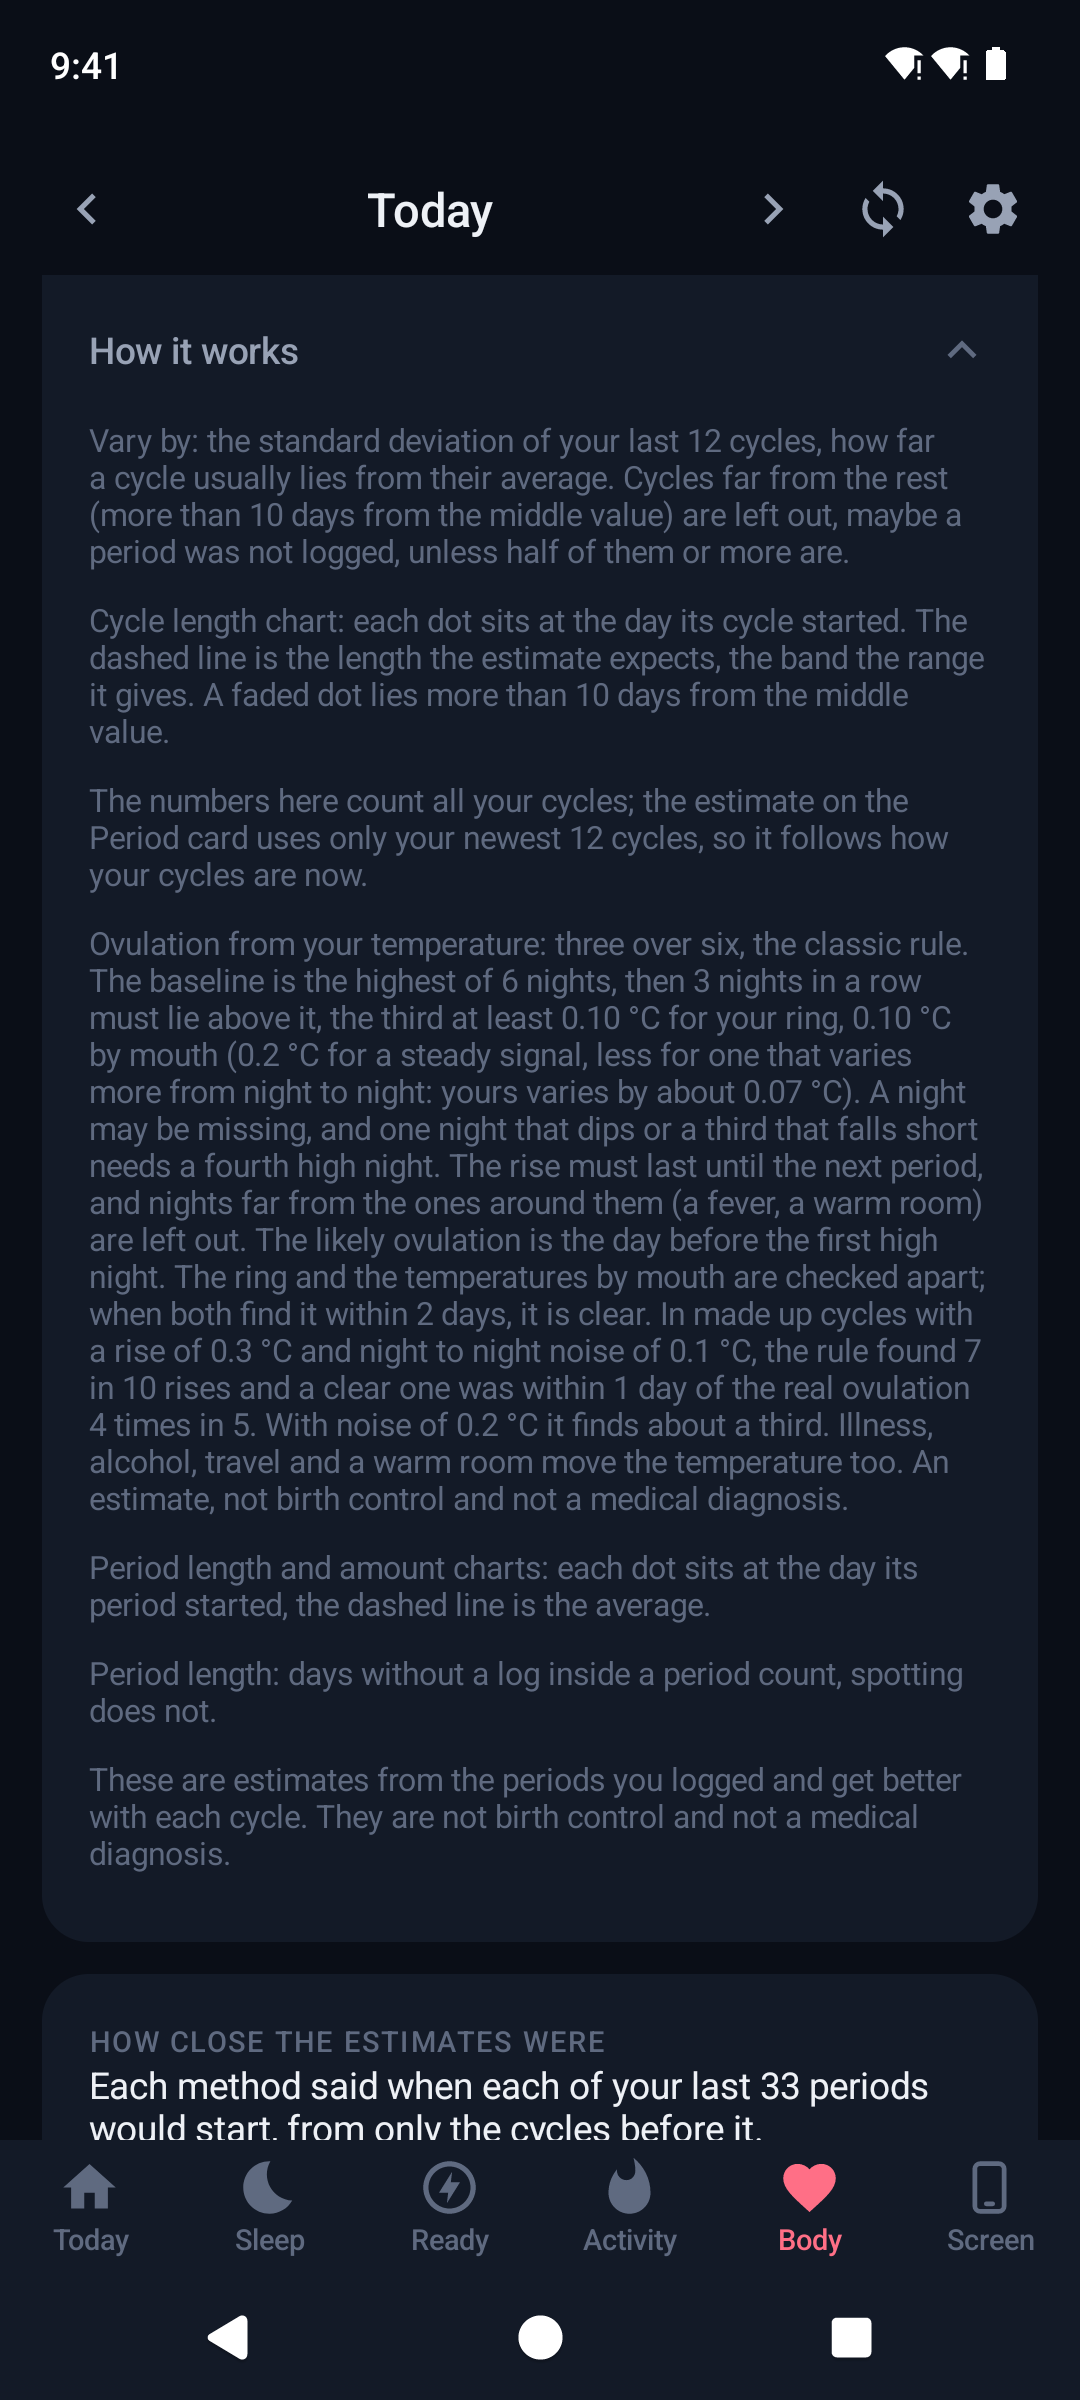 9:41
Today
How it works
Vary by: the standard deviation of your last 12 cycles, how far
a cycle usually lies from their average. Cycles far from the rest
(more than 10 days from the middle value) are left out, maybe a
period was not logged, unless half of them or more are.
Cycle length chart: each dot sits at the day its cycle started. The
dashed line is the length the estimate expects, the band the range
it gives. A faded dot lies more than 10 days from the middle
value.
The numbers here count all your cycles; the estimate on the
Period card uses only your newest 12 cycles, so it follows how
your cycles are now.
Ovulation from your temperature: three over six, the classic rule.
The baseline is the highest of 6 nights, then 3 nights in a row
must lie above it, the third at least 0.10 °C for your ring, 0.10 °C
by mouth (0.2 °C for a steady signal, less for one that varies
more from night to night: yours varies by about 0.07 °C). A night
may be missing, and one night that dips or a third that falls short
needs a fourth high night. The rise must last until the next period,
and nights far from the ones around them (a fever, a warm room)
are left out. The likely ovulation is the day before the first high
night. The ring and the temperatures by mouth are checked apart;
when both find it within 2 days, it is clear. In made up cycles with
a rise of 0.3 °C and night to night noise of 0.1 °C, the rule found 7
in 10 rises and a clear one was within 1 day of the real ovulation
4 times in 5. With noise of 0.2 °C it finds about a third. Illness,
alcohol, travel and a warm room move the temperature too. An
estimate, not birth control and not a medical diagnosis.
Period length and amount charts: each dot sits at the day its
period started, the dashed line is the average.
Period length: days without a log inside a period count, spotting
does not.
These are estimates from the periods you logged and get better
with each cycle. They are not birth control and not a medical
diagnosis.
HOW CLOSE THE ESTIMATES WERE
Each method said when each of your last 33 periods
would start, from only the cycles before it.
Today
Sleep
Ready
Activity
Body
Screen